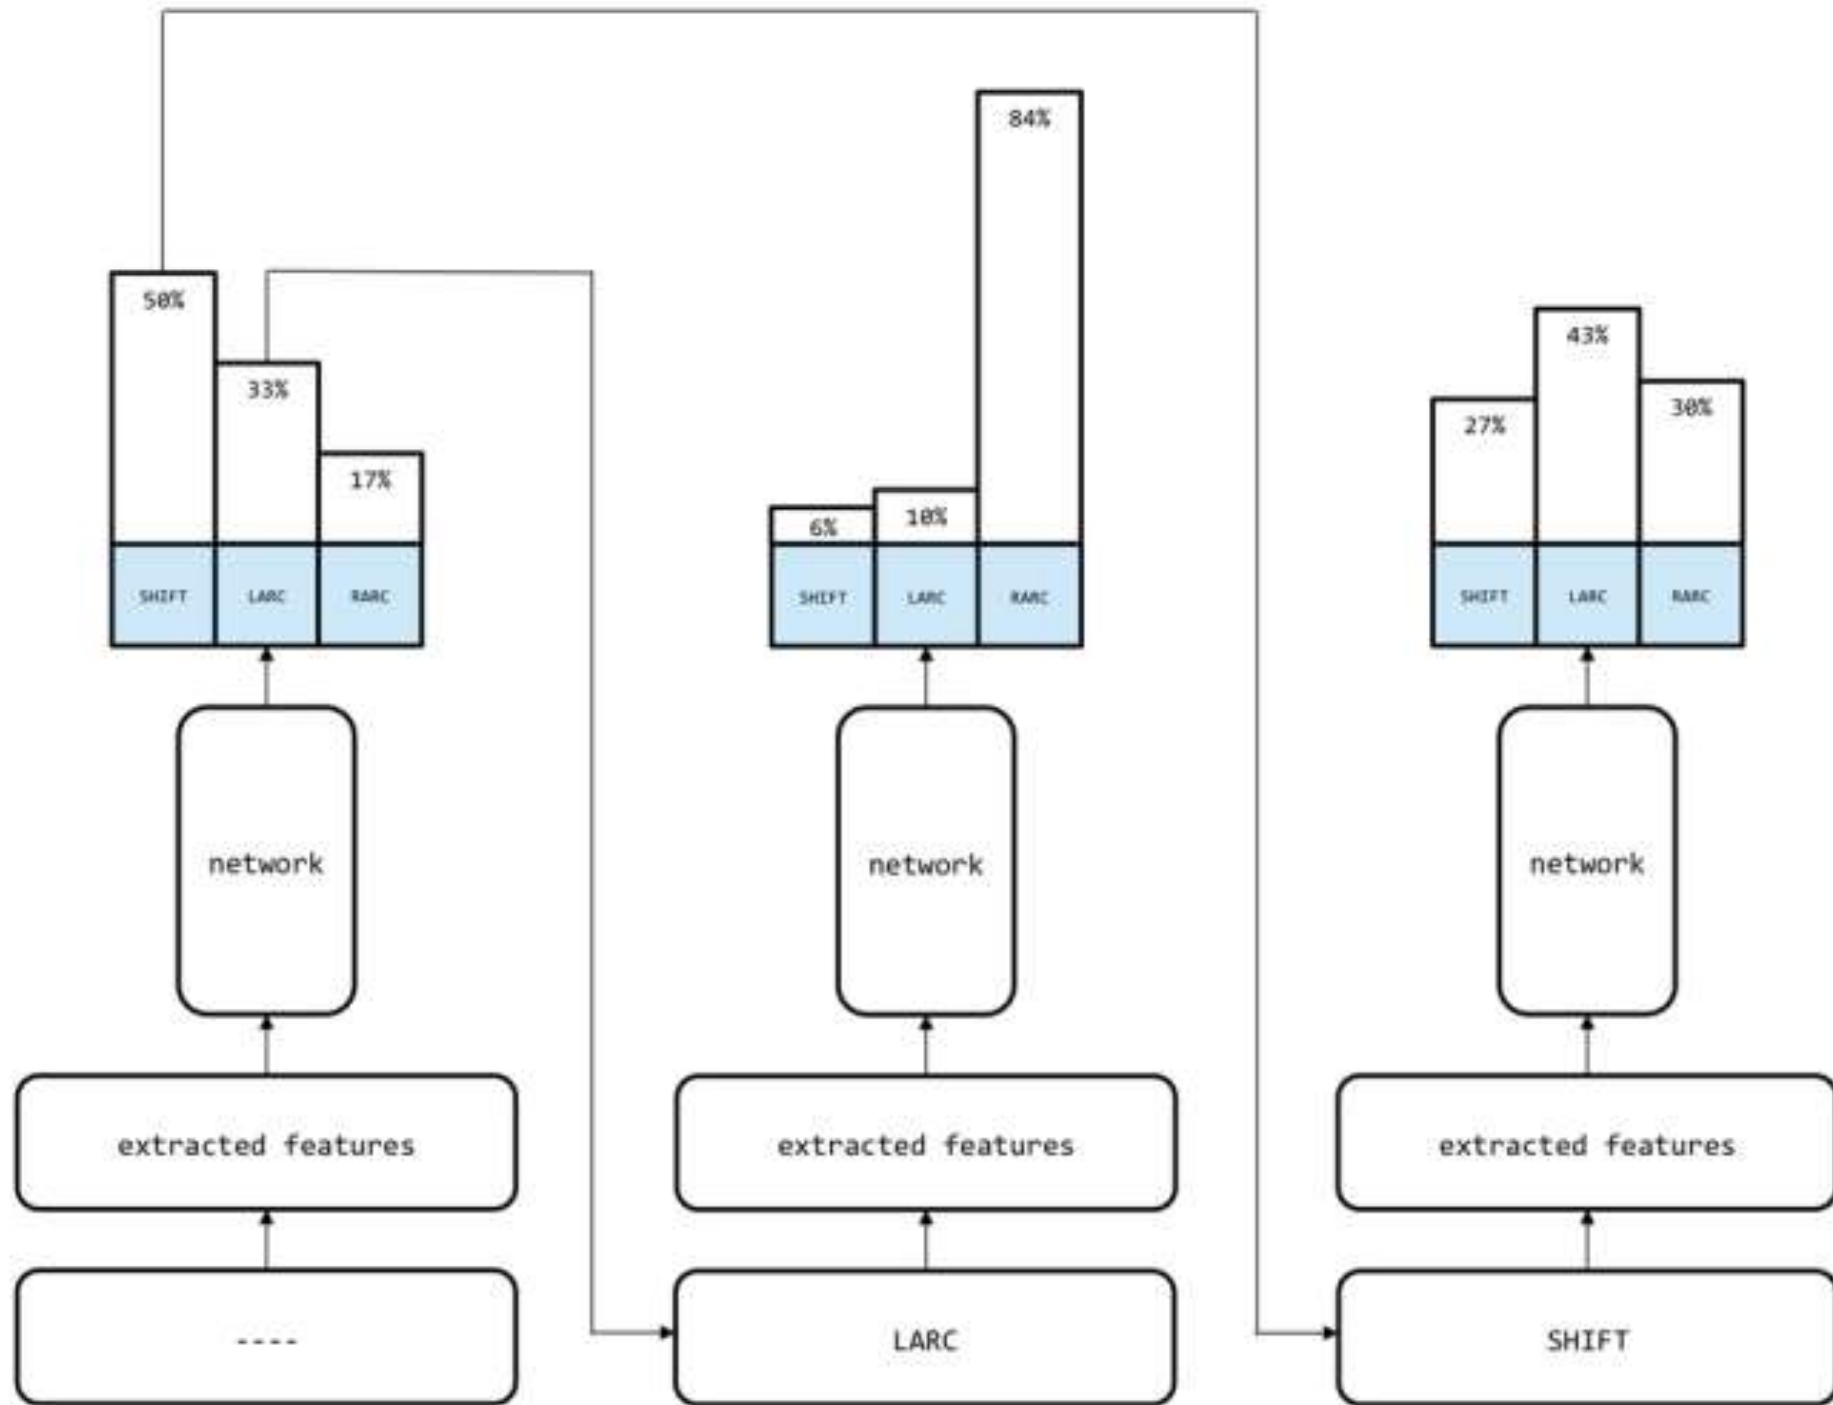 50%
33%
17%
SHIFT LARC RARC
network
extracted features
----
84%
10%
6%
SHIFT LARC RARC
network
extracted features
LARC
43%
30%
27%
SHIFT LARC RARC
network
extracted features
SHIFT